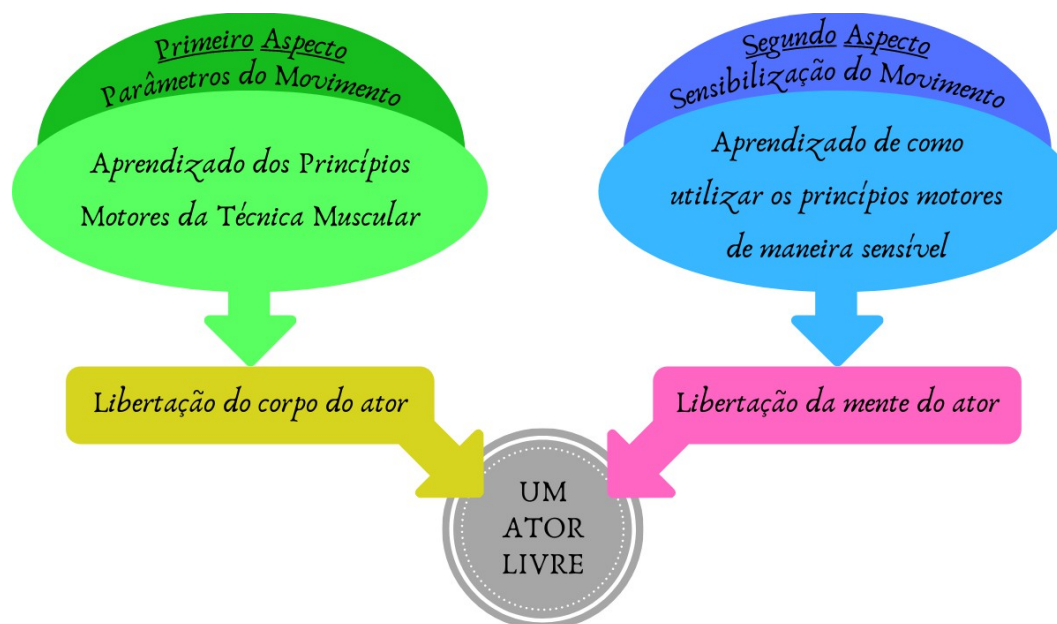 Primeiro Aspecto
Parâmetros do Movimento
Aprendizado dos Princípios
Motores da Técnica Muscular
Libertação do corpo do ator
Segundo Aspecto
Sensibilização do Movimento
Aprendizado de como
utilizar os princípios motores
de maneira sensível
Libertação da mente do ator
UM
ATOR
LIVRE